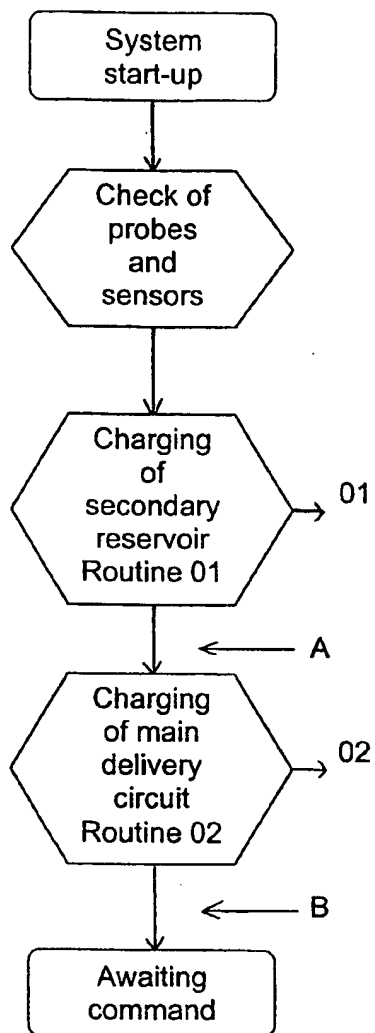 System
start-up
Check of
probes
and
sensors
Charging
of
secondary
reservoir
Routine 01
01
A
Charging
of main
delivery
circuit
Routine 02
02
B
Awaiting
command